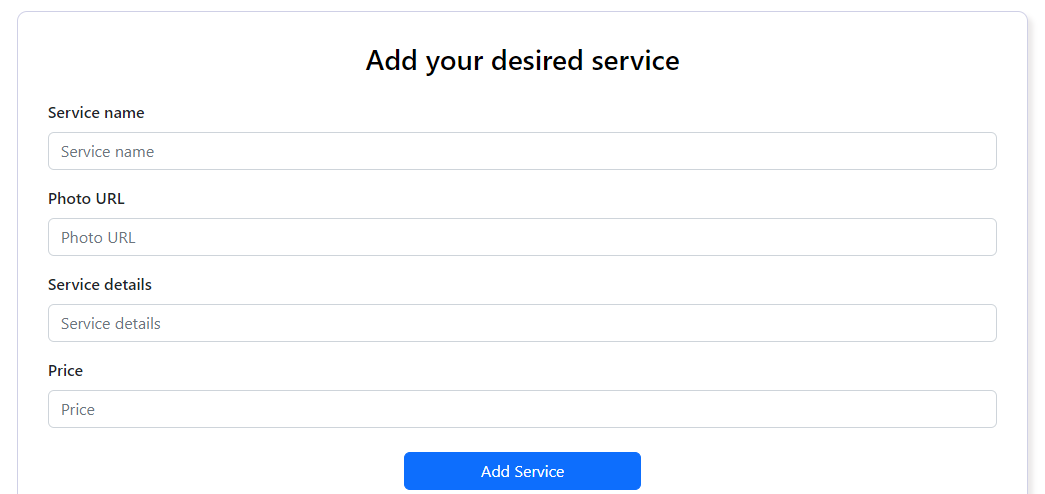 Add your desired service
Service name
Service name
Photo URL
Photo URL
Service details
Service details
Price
Price
Add Service